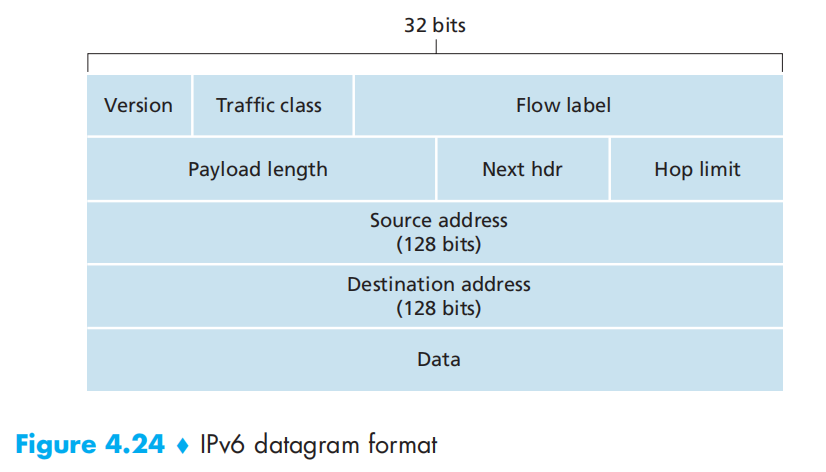 32 bits
Version Traffic class Flow label
Payload length Next hdr Hop limit
Source address
(128 bits)
Destination address
(128 bits)
Data
Figure 4.24 ♦ IPv6 datagram format